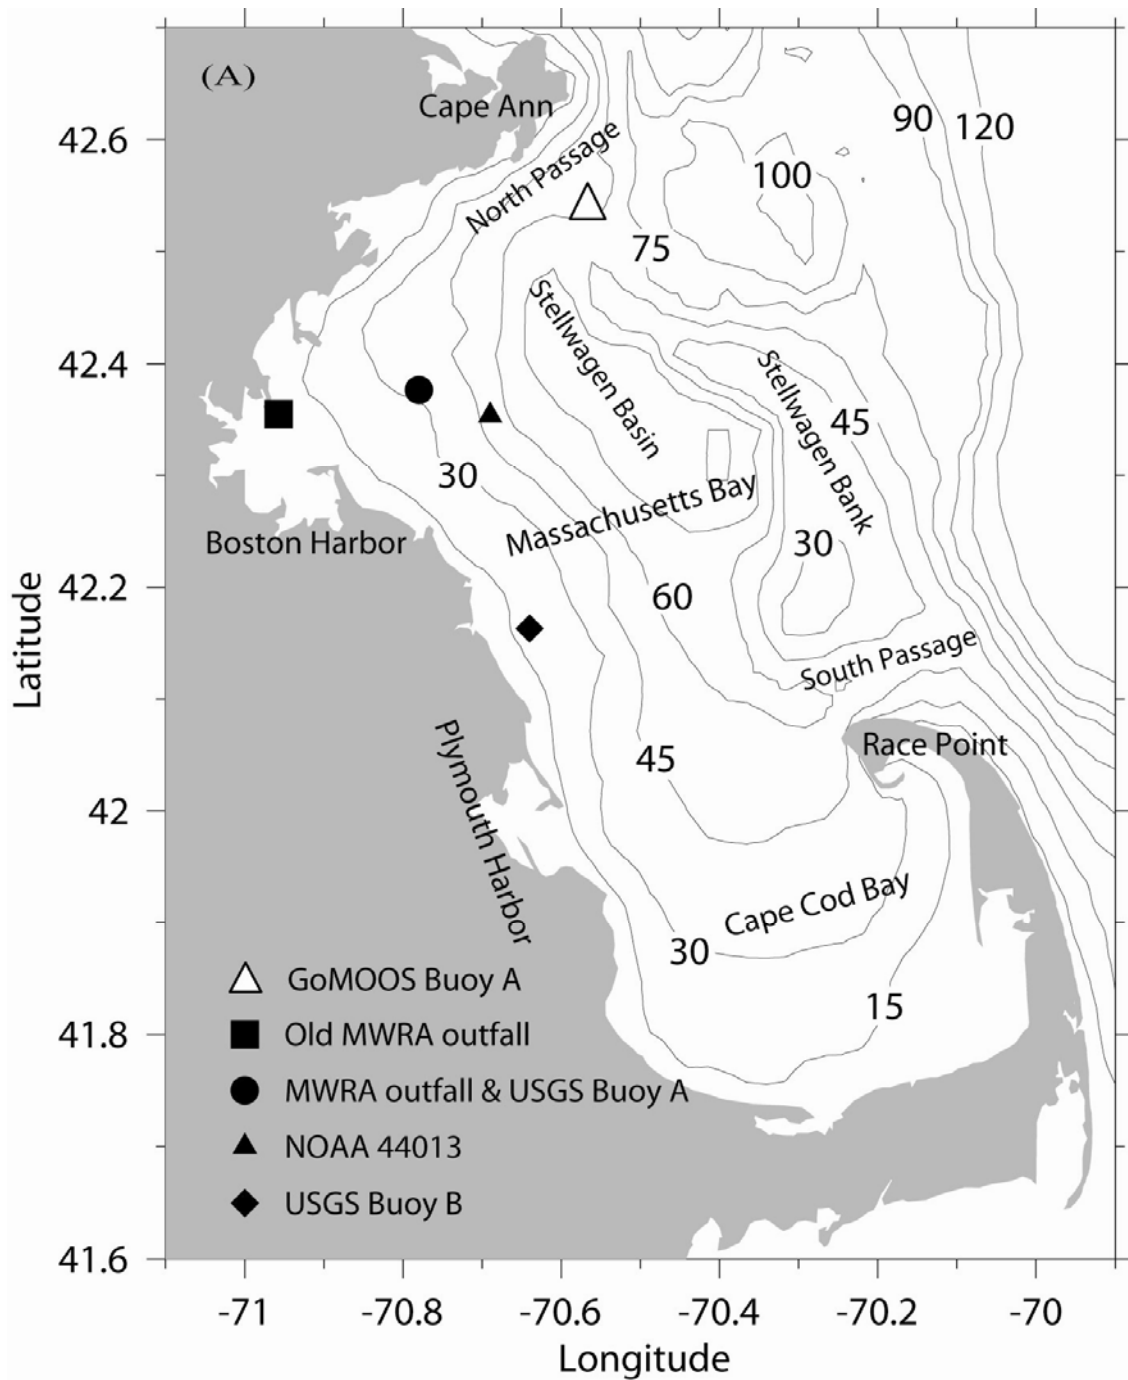 (A)
Cape Ann
90
120
42.6
North Passage
100
75
Stellwagen Basin
Stellwagen Bank
42.4
45
30
Massachusetts Bay
Boston Harbor
30
60
42.2
South Passage
Race Point
Plymouth Harbor
45
42
Cape Cod Bay
30
15
GoMOOS Buoy A
Old MWRA outfall
41.8
MWRA outfall & USGS Buoy A
NOAA 44013
USGS Buoy B
41.6
Latitude
-71
-70.8
-70.6
-70.4
-70.2
-70
Longitude